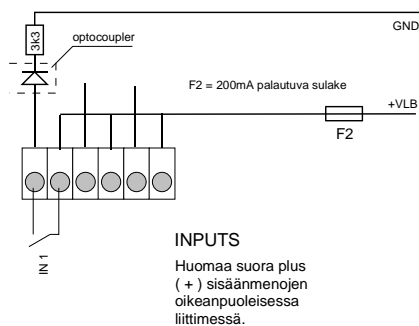 GND
3k3
optocoupler
F2 = 200mA palautuva sulake
+VLB
F2
IN 1
INPUTS
Huomaa suora plus
( + ) sisäänmenojen
oikeanpuoleisessa
liittimessä.